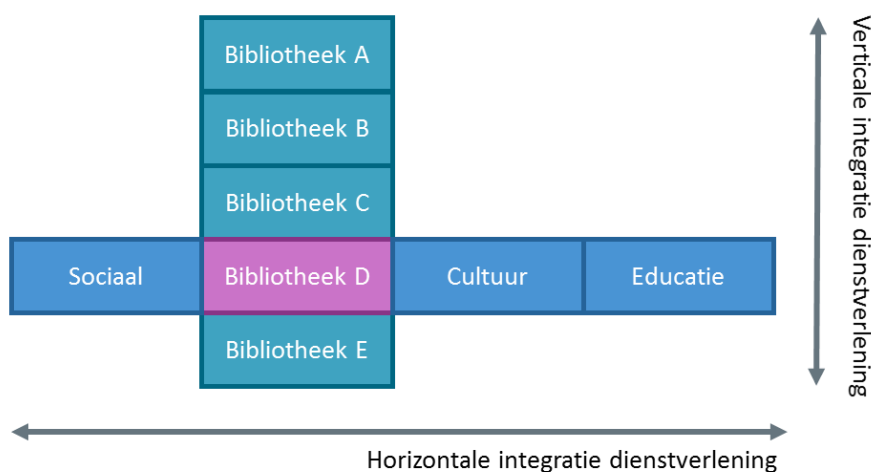 Bibliotheek A
Bibliotheek B
Bibliotheek C
Sociaal
Bibliotheek D
Cultuur
Educatie
Bibliotheek E
Verticale integratie dienstverlening
Horizontale integratie dienstverlening